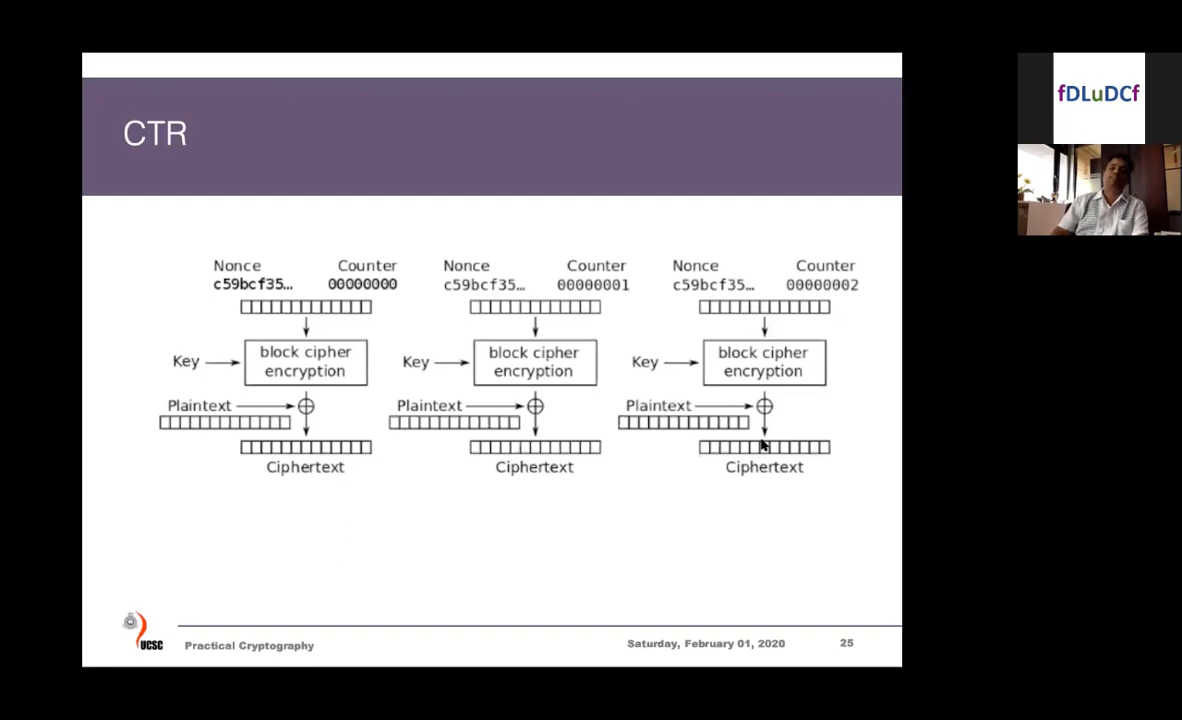 fDLuDCf
CTR
Nonce Counter Nonce Counter Nonce Counter
c59bcf35… 00000000 c59bcf35… 00000001 c59bcf35… 00000002
Key block cipher encryption Key block cipher encryption Key block cipher encryption
Plaintext Plaintext Plaintext
Ciphertext Ciphertext Ciphertext
UCSC Practical Cryptography Saturday, February 01, 2020 25